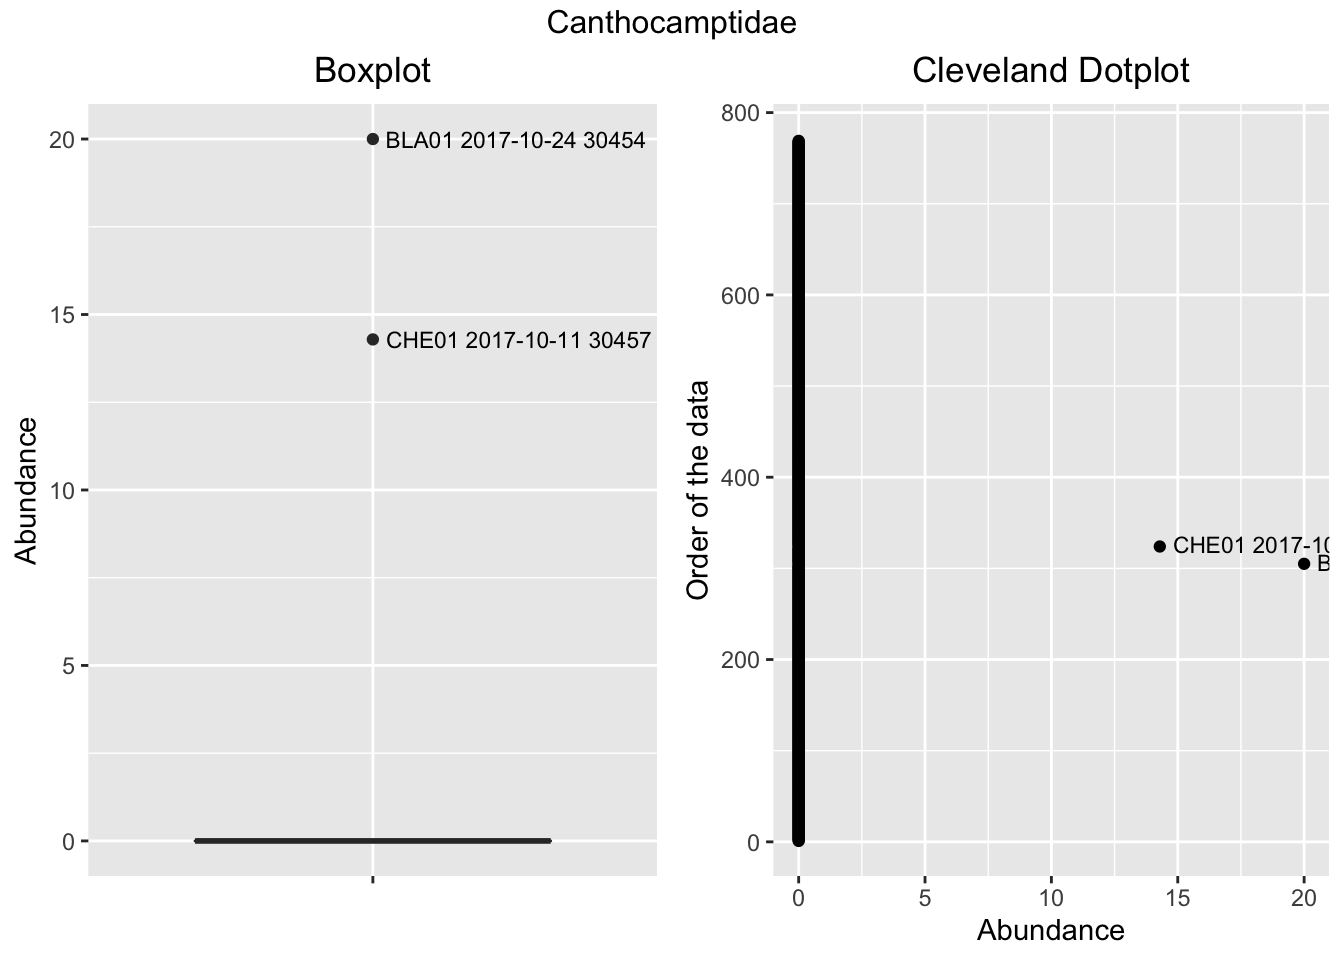 Canthocamptidae
Boxplot
Abundance
20
15
10
5
0
BLA01 2017-10-24 30454
CHE01 2017-10-11 30457
Cleveland Dotplot
Order of the data
800
600
400
200
0
CHE01 2017-10
B
0 5 10 15 20
Abundance